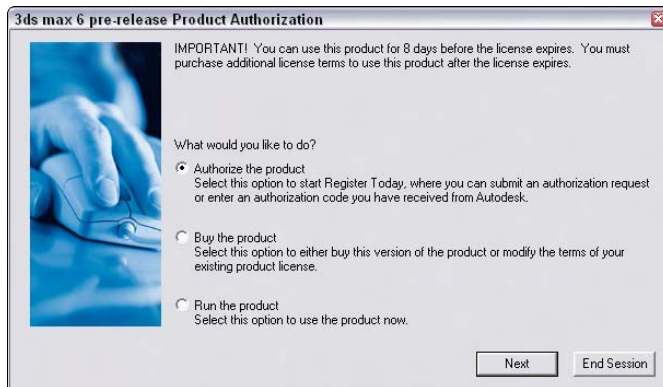 3ds max 6 pre-release Product Authorization
IMPORTANT! You can use this product for 8 days before the license expires. You must
purchase additional license terms to use this product after the license expires.
What would you like to do?
Authorize the product
Select this option to start Register Today, where you can submit an authorization request
or enter an authorization code you have received from Autodesk.
Buy the product
Select this option to either buy this version of the product or modify the terms of your
existing product license.
Run the product
Select this option to use the product now.
Next End Session